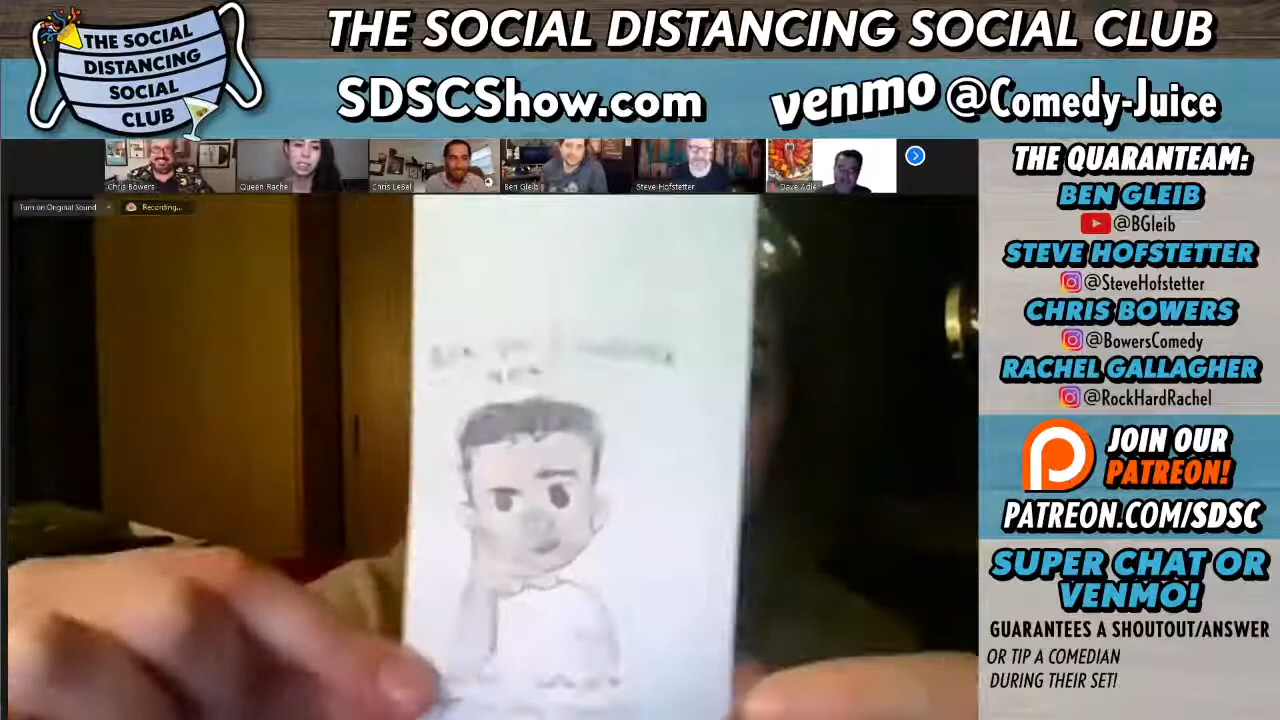 THE SOCIAL
DISTANCING
SOCIAL
CLUB
THE SOCIAL DISTANCING SOCIAL CLUB
SDSCShow.com
venmo @Comedy-Juice
Chris Bowers
Queen Rachel
Chris LeBel
Ben Gleib
Steve Hofstetter
Dave Adle
Turn on Original Sound
Recording...
THE QUARANTEAM:
BEN GLEIB
@BGleib
STEVE HOFSTETTER
@SteveHofstetter
CHRIS BOWERS
@BowersComedy
RACHEL GALLAGHER
@RockHardRachel
JOIN OUR
PATREON!
PATREON.COM/SDSC
SUPER CHAT OR
VENMO!
GUARANTEES A SHOUTOUT/ANSWER
OR TIP A COMEDIAN
DURING THEIR SET!